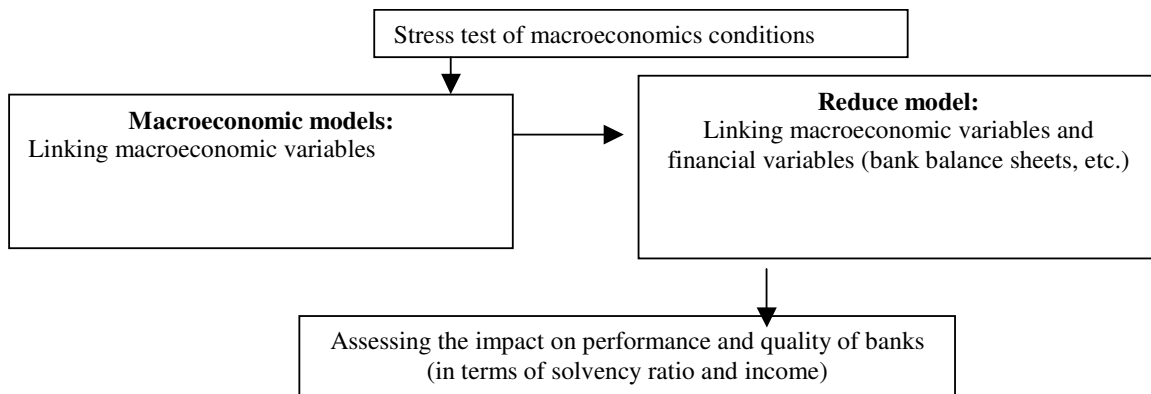 Stress test of macroeconomics conditions
Macroeconomic models:
Linking macroeconomic variables
Reduce model:
Linking macroeconomic variables and
financial variables (bank balance sheets, etc.)
Assessing the impact on performance and quality of banks
(in terms of solvency ratio and income)